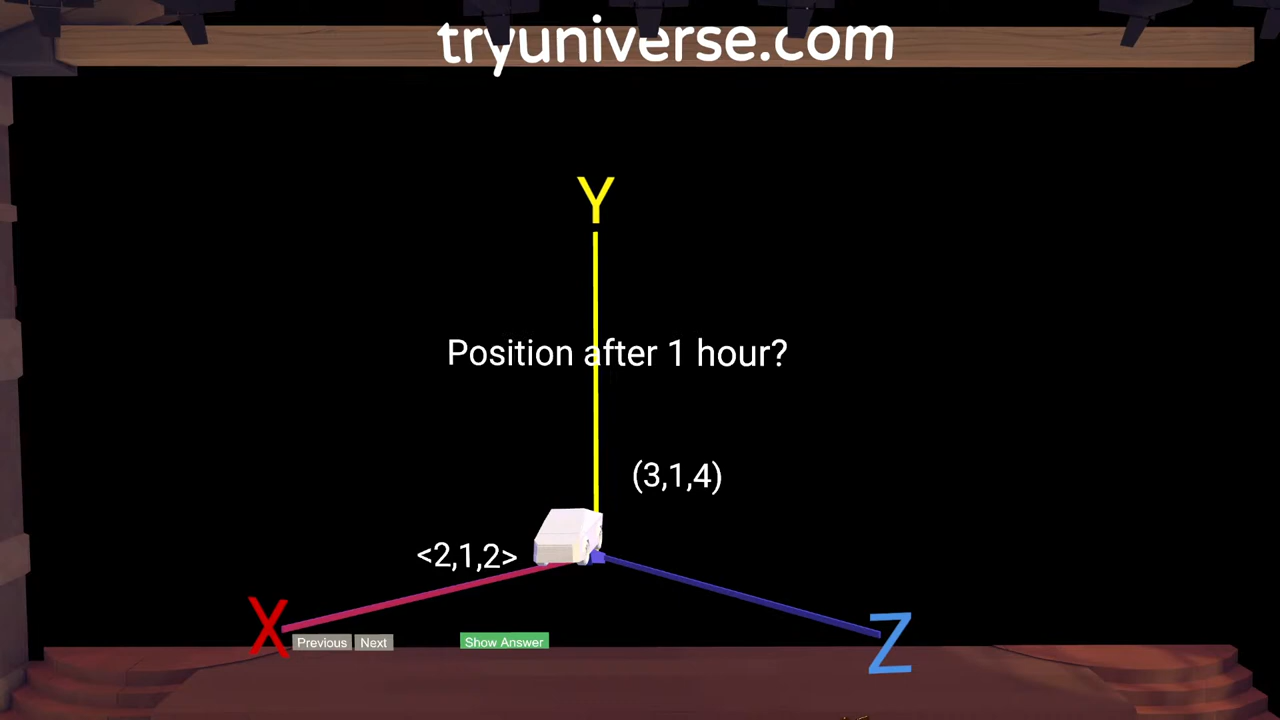 tryuniverse.com
Y
Position after 1 hour?
(3,1,4)
<2,1,2>
X
Previous Next Show Answer
Z